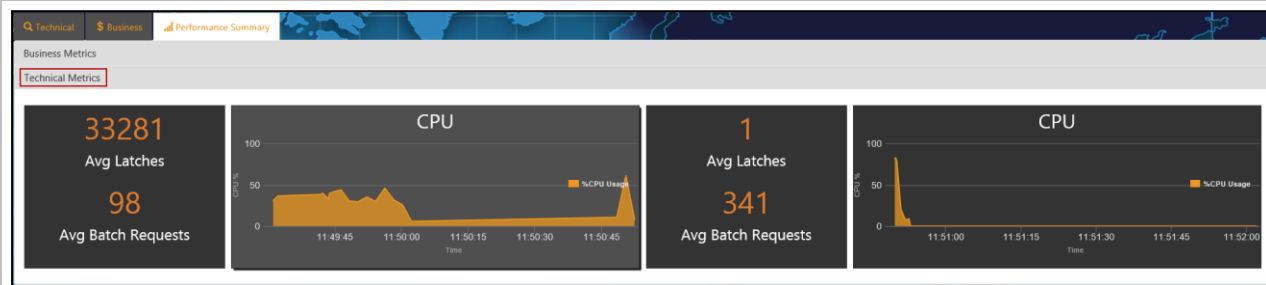 Technical $ Business Performance Summary
Business Metrics
Technical Metrics
33281
Avg Latches
98
Avg Batch Requests
CPU
100
50
0
CPU %
%CPU Usage
11:49:45 11:50:00 11:50:15 11:50:30 11:50:45
Time
1
Avg Latches
341
Avg Batch Requests
CPU
100
50
0
CPU %
%CPU Usage
11:51:00 11:51:15 11:51:30 11:51:45 11:52:00
Time